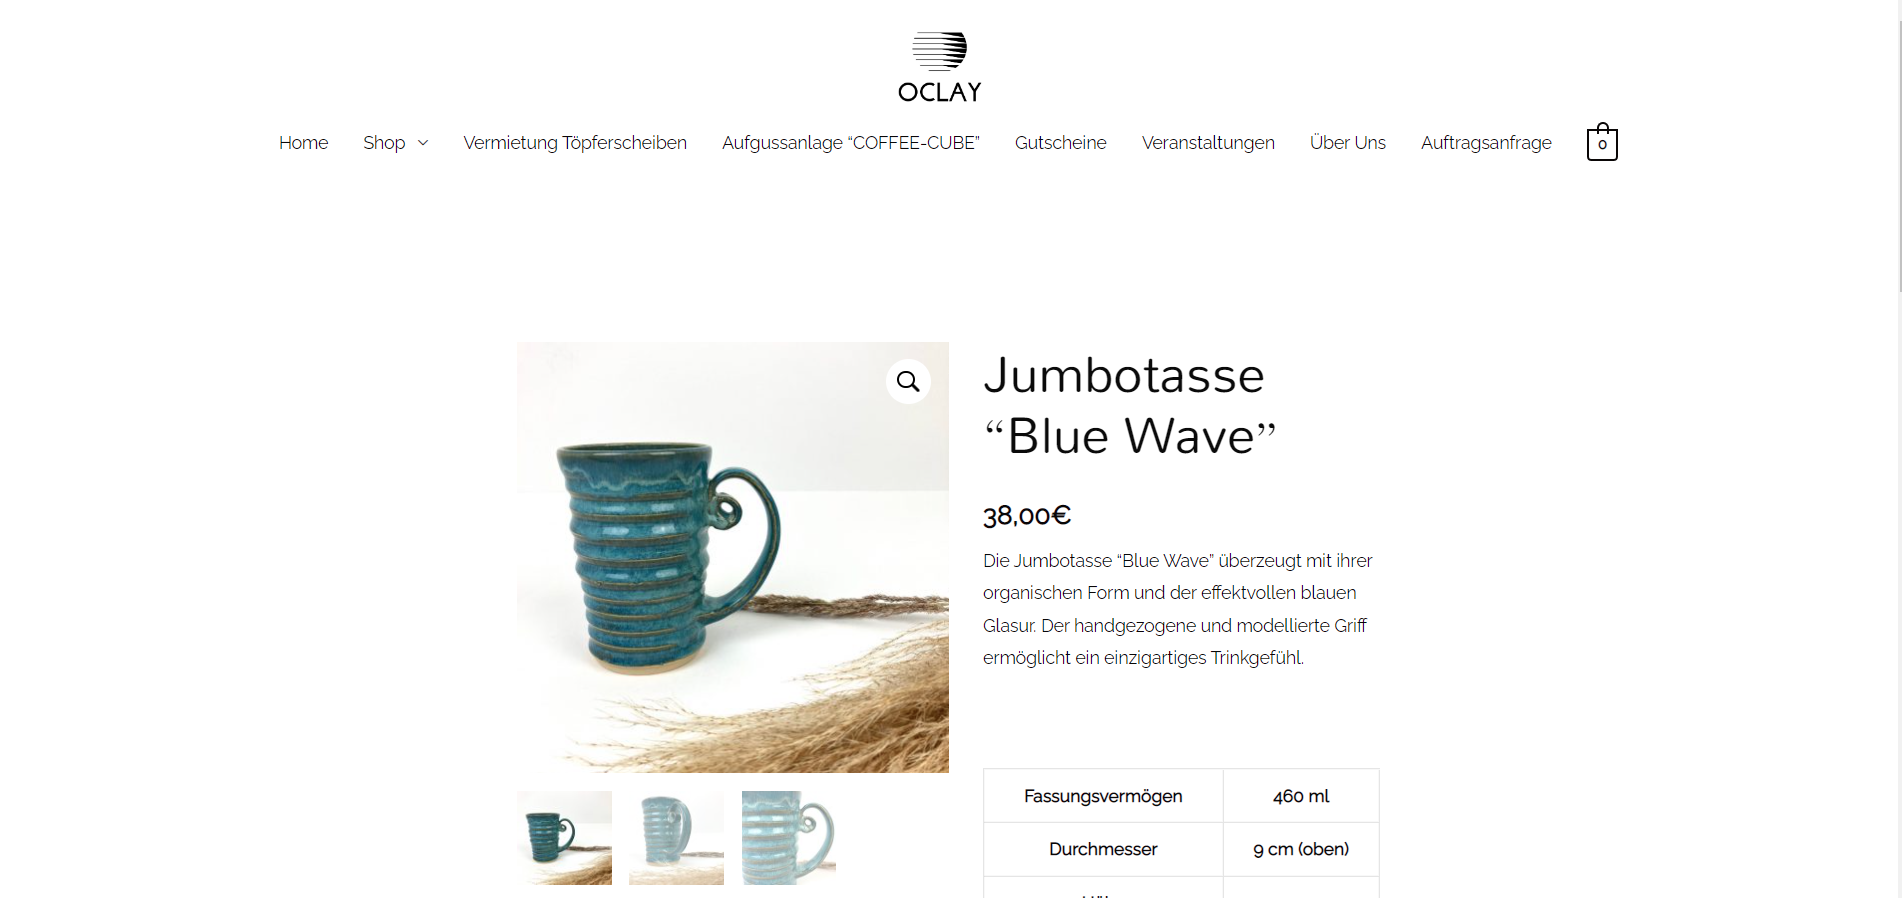 OCLAY
Home Shop Vermietung Töpferscheiben Aufgussanlage “COFFEE-CUBE” Gutscheine Veranstaltungen Über Uns Auftragsanfrage 0
Jumbotasse
“Blue Wave”
38,00€
Die Jumbotasse “Blue Wave” überzeugt mit ihrer
organischen Form und der effektvollen blauen
Glasur. Der handgezogene und modellierte Griff
ermöglicht ein einzigartiges Trinkgefühl.
Fassungsvermögen 460 ml
Durchmesser 9 cm (oben)